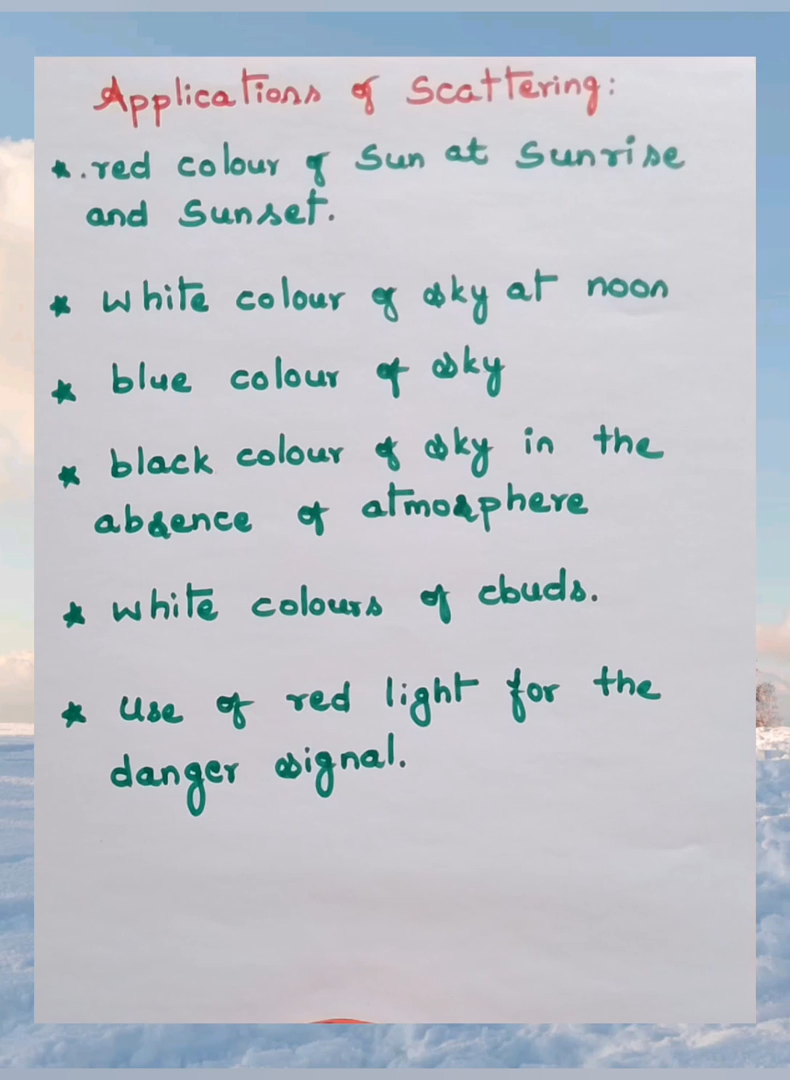 Applications of Scattering:
* .red colour of Sun at Sunrise
and Sunset.
* white colour of sky at noon
* blue colour of sky
* black colour of sky in the
absence of atmosphere
* white colours of clouds.
* use of red light for the
danger signal.